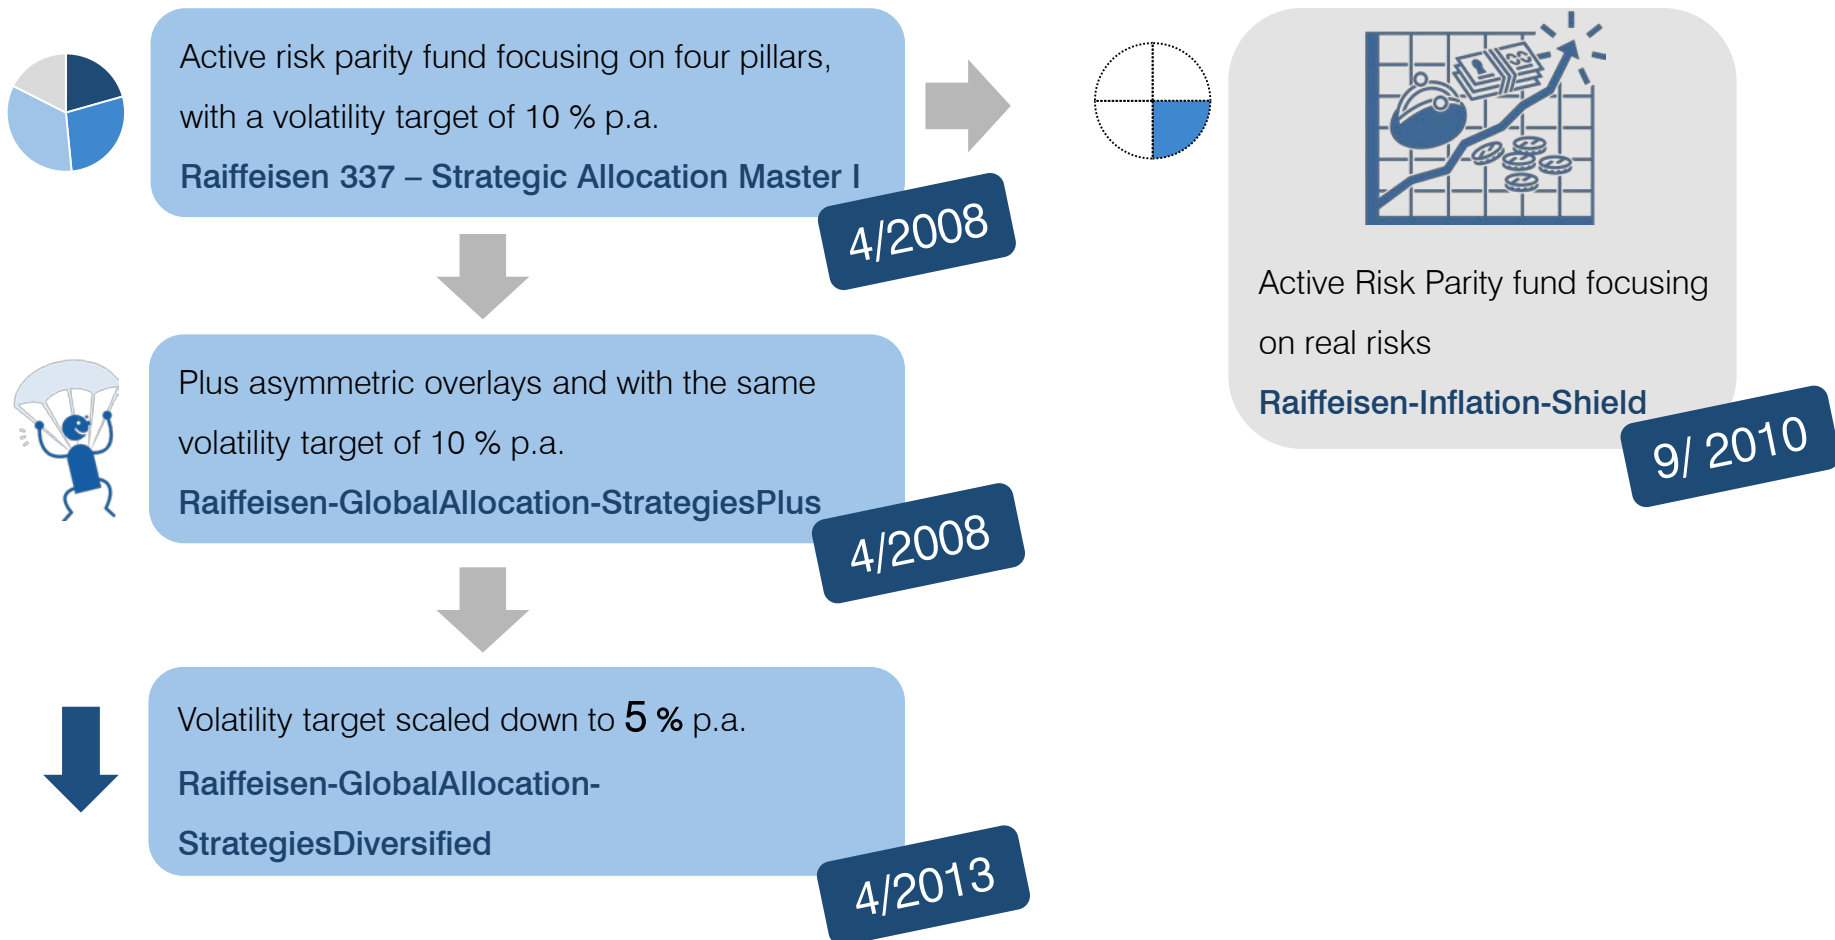 Active risk parity fund focusing on four pillars,
with a volatility target of 10 % p.a.
Raiffeisen 337 – Strategic Allocation Master I
4/2008
Plus asymmetric overlays and with the same
volatility target of 10 % p.a.
Raiffeisen-GlobalAllocation-StrategiesPlus
4/2008
Volatility target scaled down to 5 % p.a.
Raiffeisen-GlobalAllocation-
StrategiesDiversified
4/2013
Active Risk Parity fund focusing
on real risks
Raiffeisen-Inflation-Shield
9/ 2010